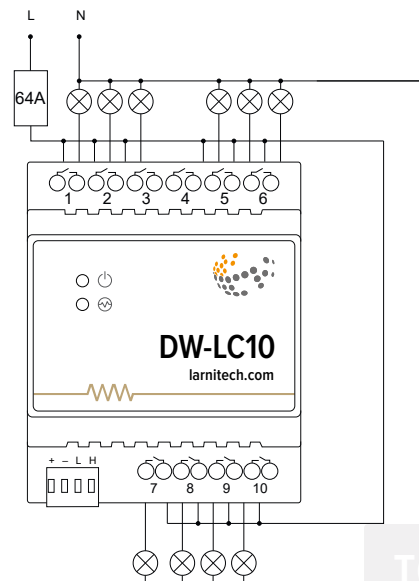 L N
64A
1 2 3 4 5 6
DW-LC10
larnitech.com
+ – L H
7 8 9 10
T